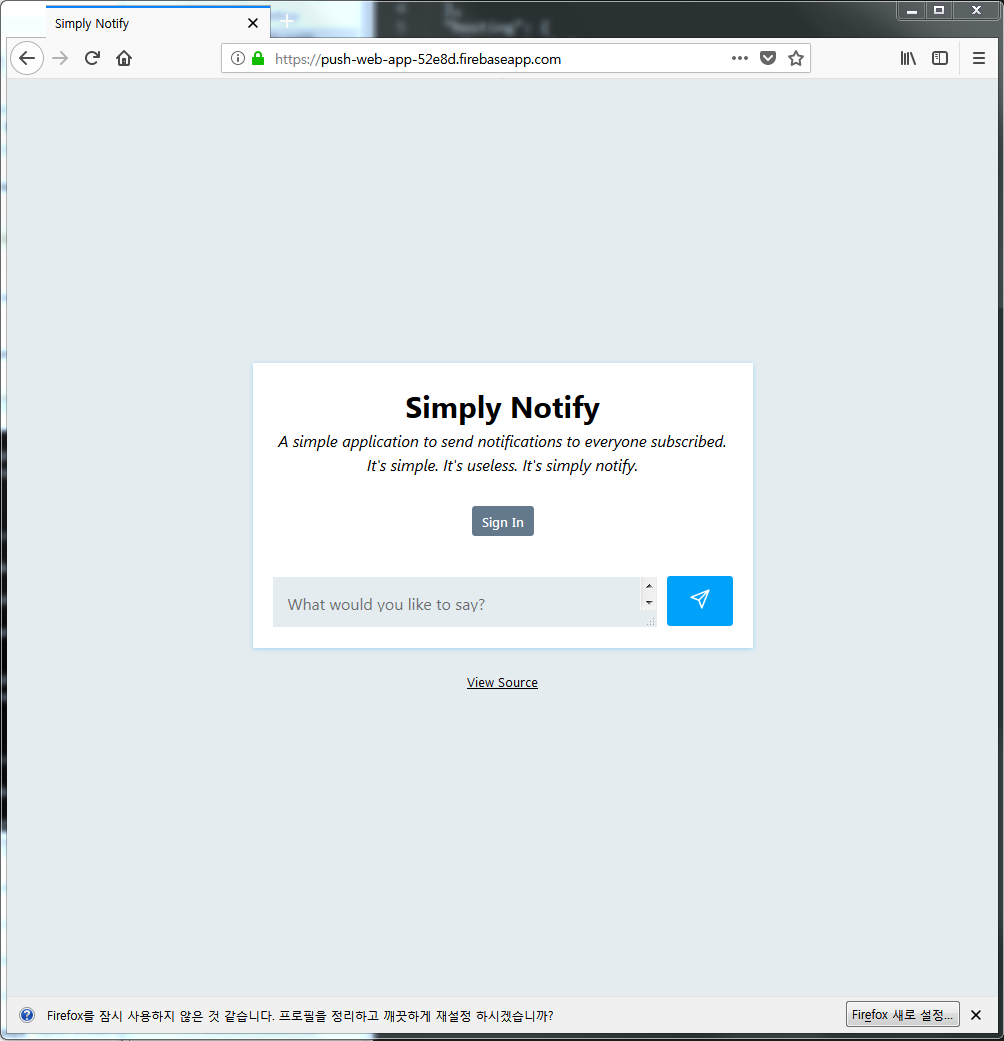 Simply Notify
"hosting": {
https://push-web-app-52e8d.firebaseapp.com
Simply Notify
A simple application to send notifications to everyone subscribed.
It's simple. It's useless. It's simply notify.
Sign In
What would you like to say?
View Source
Firefox를 잠시 사용하지 않은 것 같습니다. 프로필을 정리하고 깨끗하게 재설정 하시겠습니까?
Firefox 새로 설정...